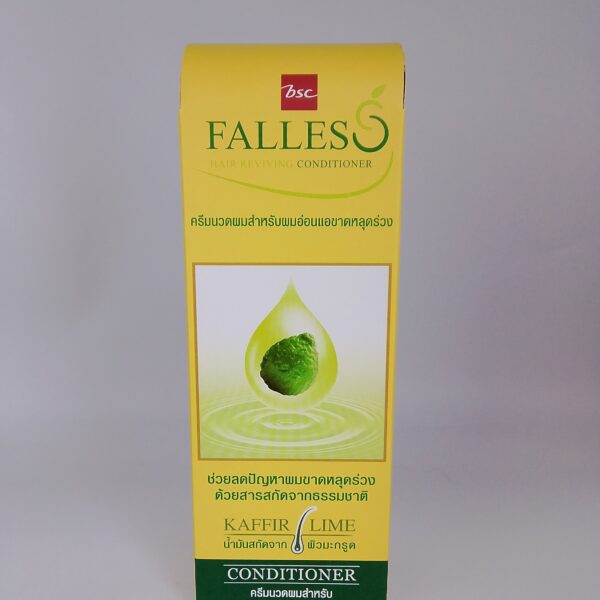 bsc
FALLESS
HAIR REVIVING CONDITIONER
ครีมนวดผมสำหรับผมอ่อนแอขาดหลุดร่วง
ช่วยลดปัญหาผมขาดหลุดร่วง
ด้วยสารสกัดจากธรรมชาติ
KAFFIR LIME
น้ำมันสกัดจาก ผิวมะกรูด
CONDITIONER
ครีมนวดผมสำหรับ